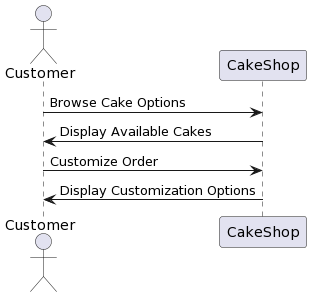 Customer
CakeShop
Browse Cake Options
Display Available Cakes
Customize Order
Display Customization Options
Customer
CakeShop